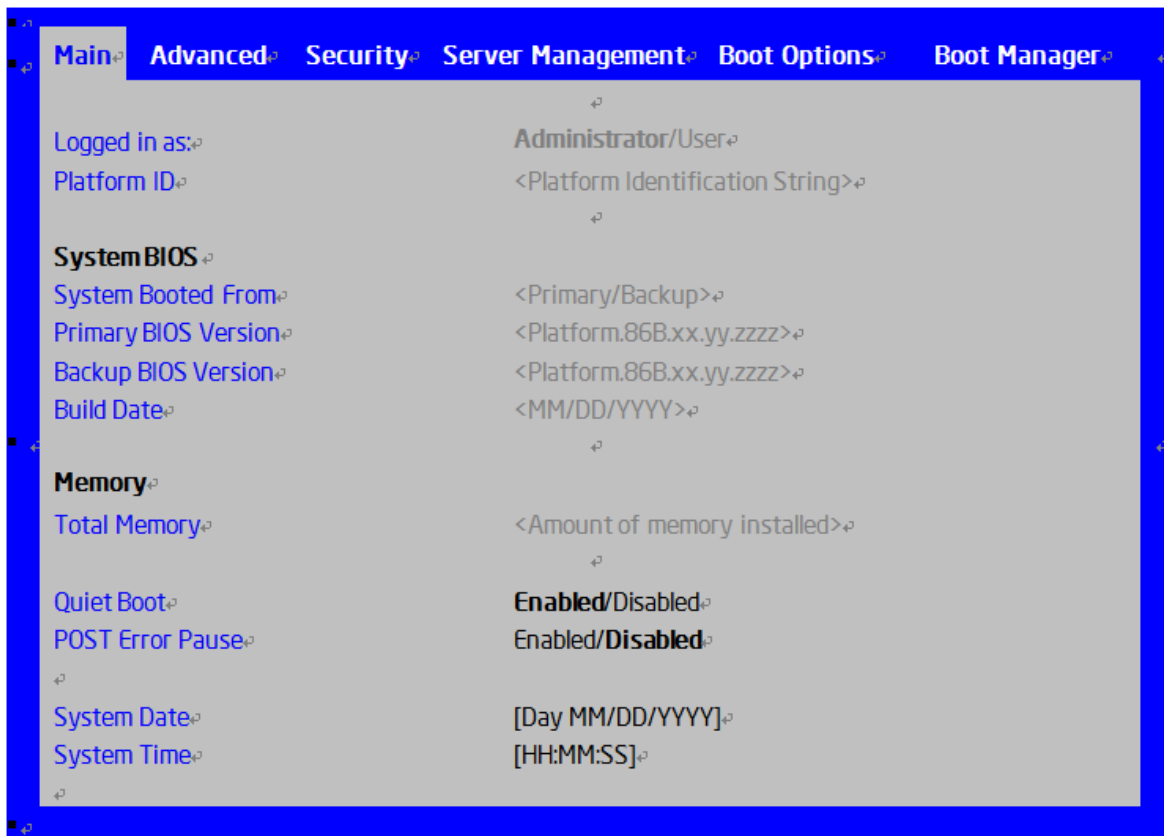 Main Advanced Security Server Management Boot Options Boot Manager
Logged in as: Administrator/User
Platform ID <Platform Identification String>
System BIOS
System Booted From <Primary/Backup>
Primary BIOS Version <Platform.86B.xx.yy.zzzz>
Backup BIOS Version <Platform.86B.xx.yy.zzzz>
Build Date <MM/DD/YYYY>
Memory
Total Memory <Amount of memory installed>
Quiet Boot Enabled/Disabled
POST Error Pause Enabled/Disabled
System Date [Day MM/DD/YYYY]
System Time [HH:MM:SS]